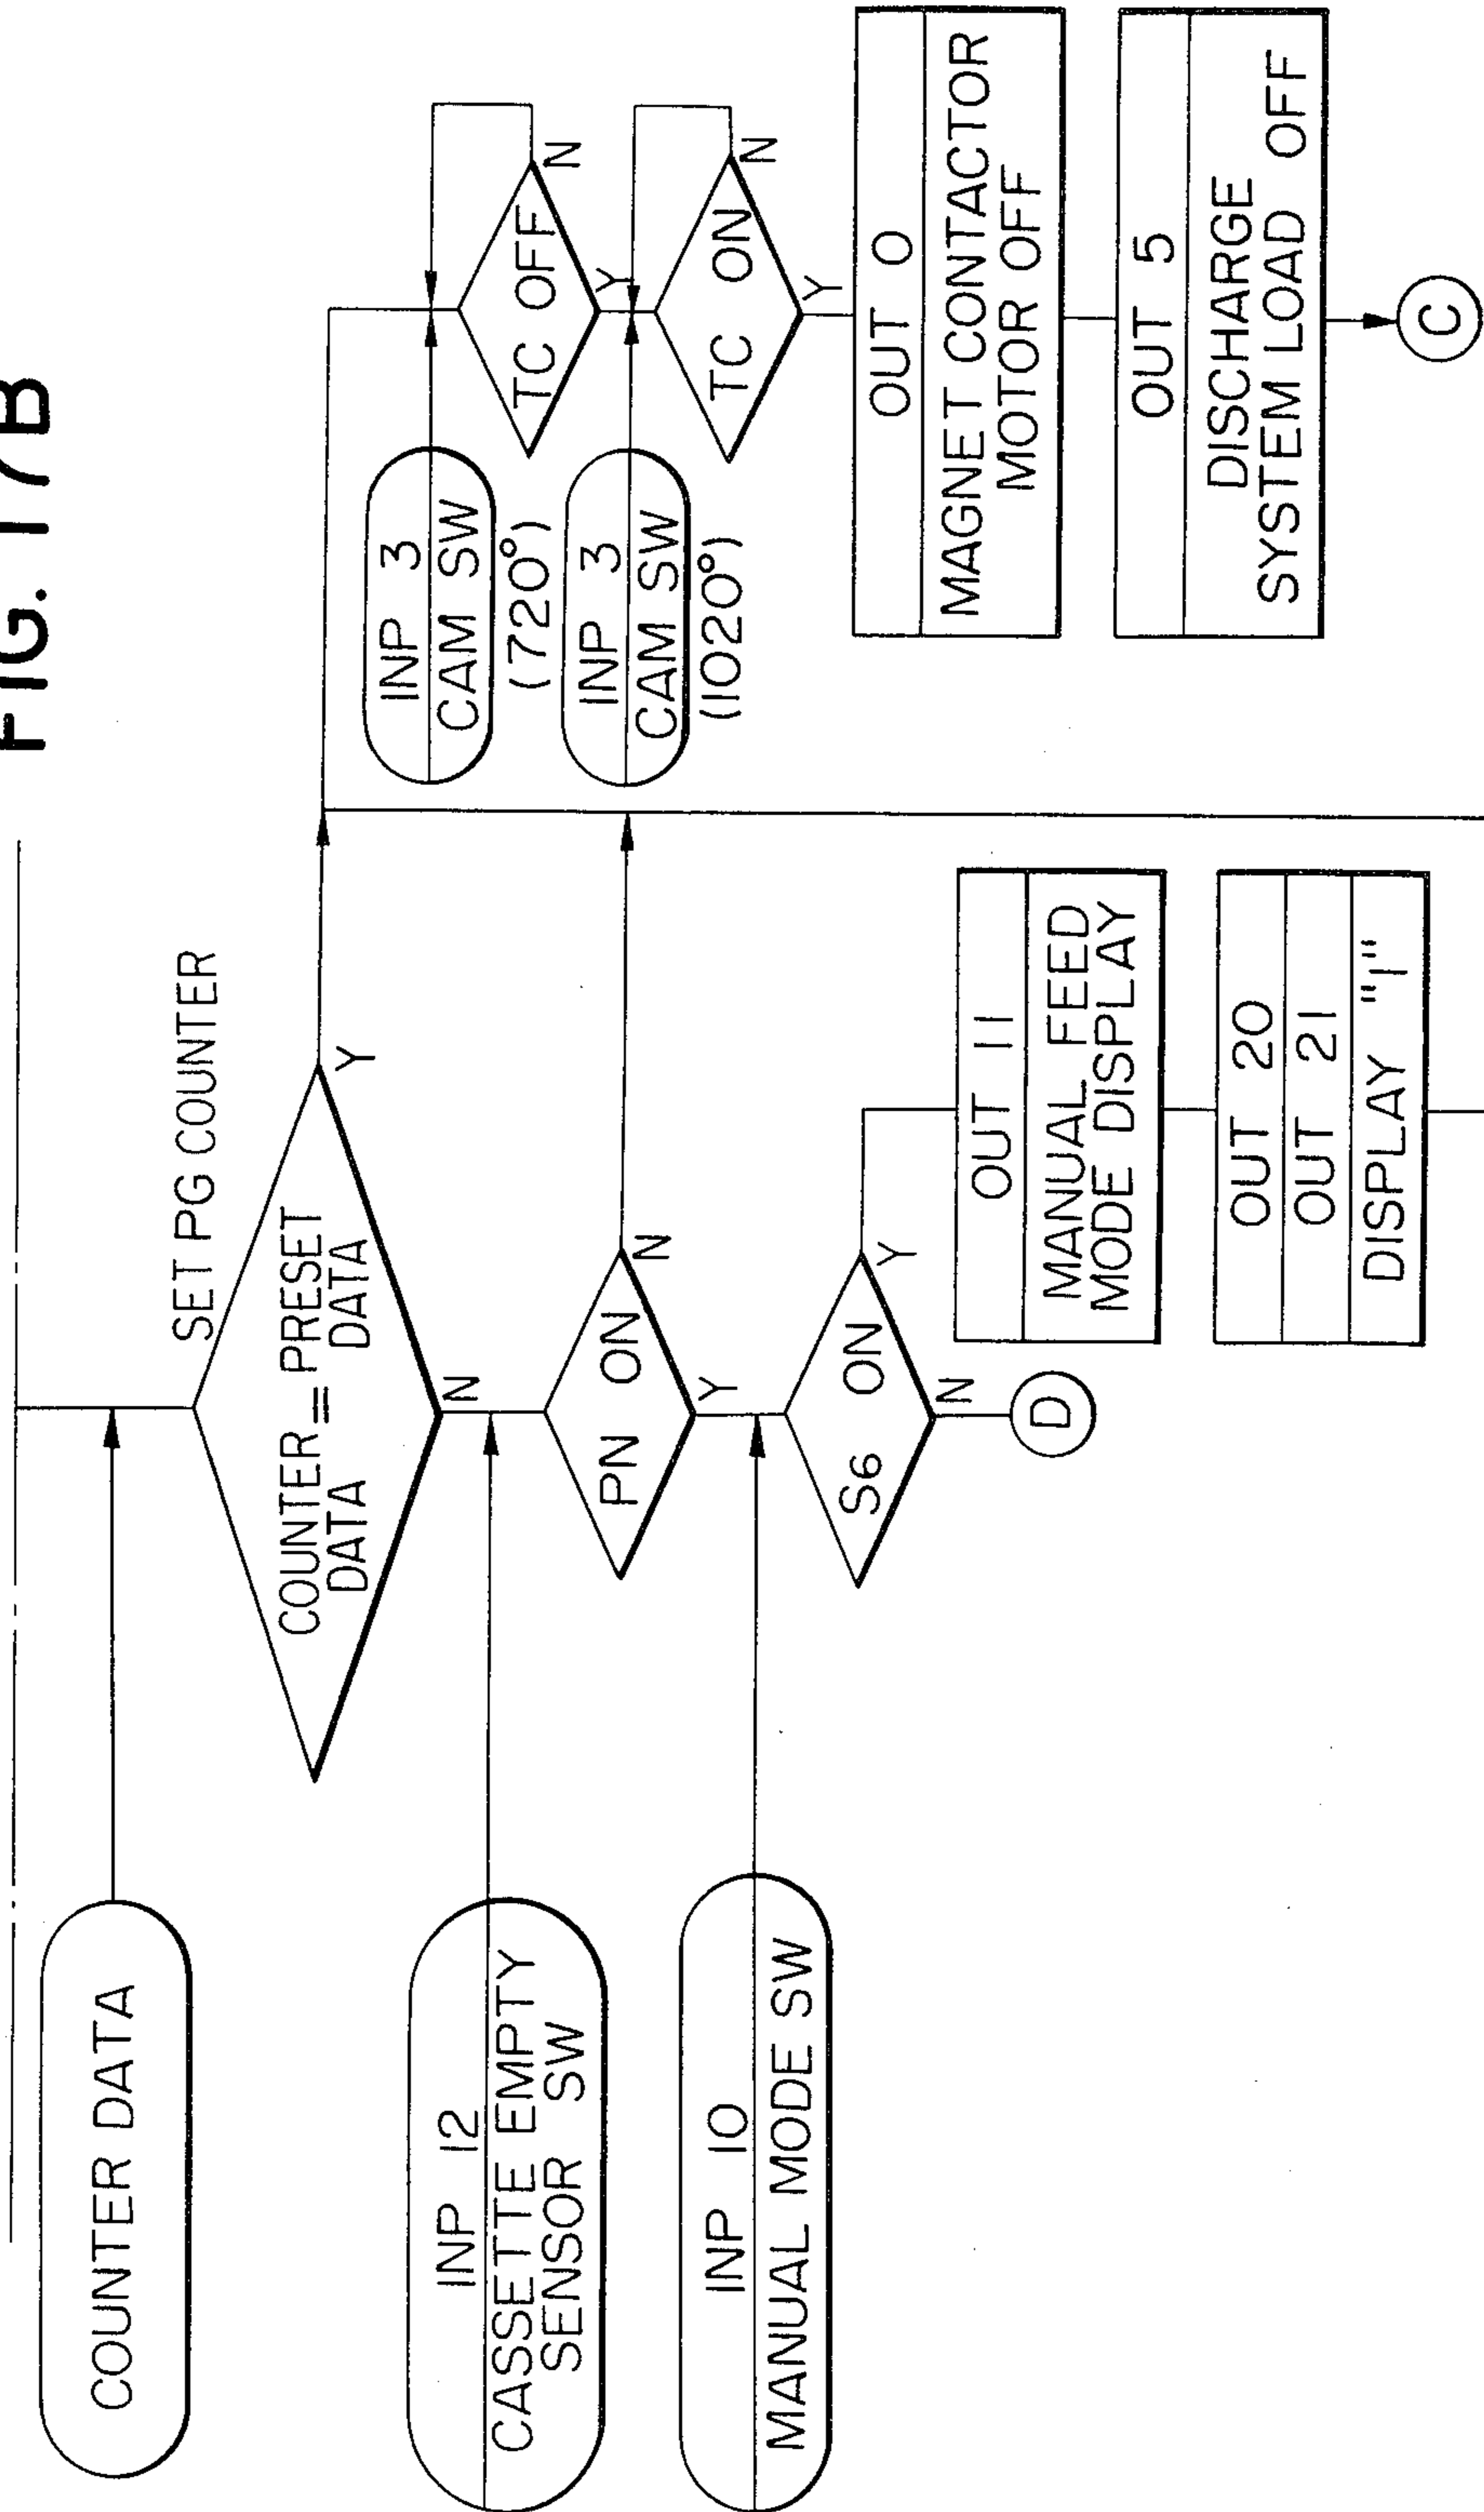 FIG. 17B
COUNTER DATA
SET PG COUNTER
COUNTER = PRESET
DATA DATA
Y
N
INP 12
CASSETTE EMPTY
SENSOR SW
PN ON
N
Y
INP 10
MANUAL MODE SW
S6 ON
Y
N
D
OUT 11
MANUAL FEED
MODE DISPLAY
OUT 20
OUT 21
DISPLAY "1"
INP 3
CAM SW
(720°)
TC OFF
N
Y
INP 3
CAM SW
(1020°)
TC ON
N
Y
OUT 0
MAGNET CONTACTOR
MOTOR OFF
OUT 5
DISCHARGE
SYSTEM LOAD OFF
C